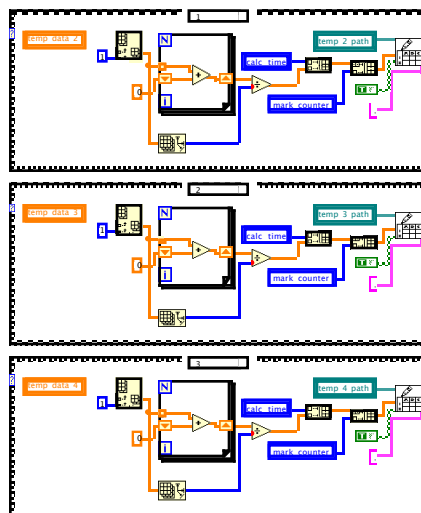 1
temp data 2
N
1
0
i
calc time
mark counter
temp 2 path
T
2
temp data 3
N
1
0
i
calc time
mark counter
temp 3 path
T
3
temp data 4
N
1
0
i
calc time
mark counter
temp 4 path
T